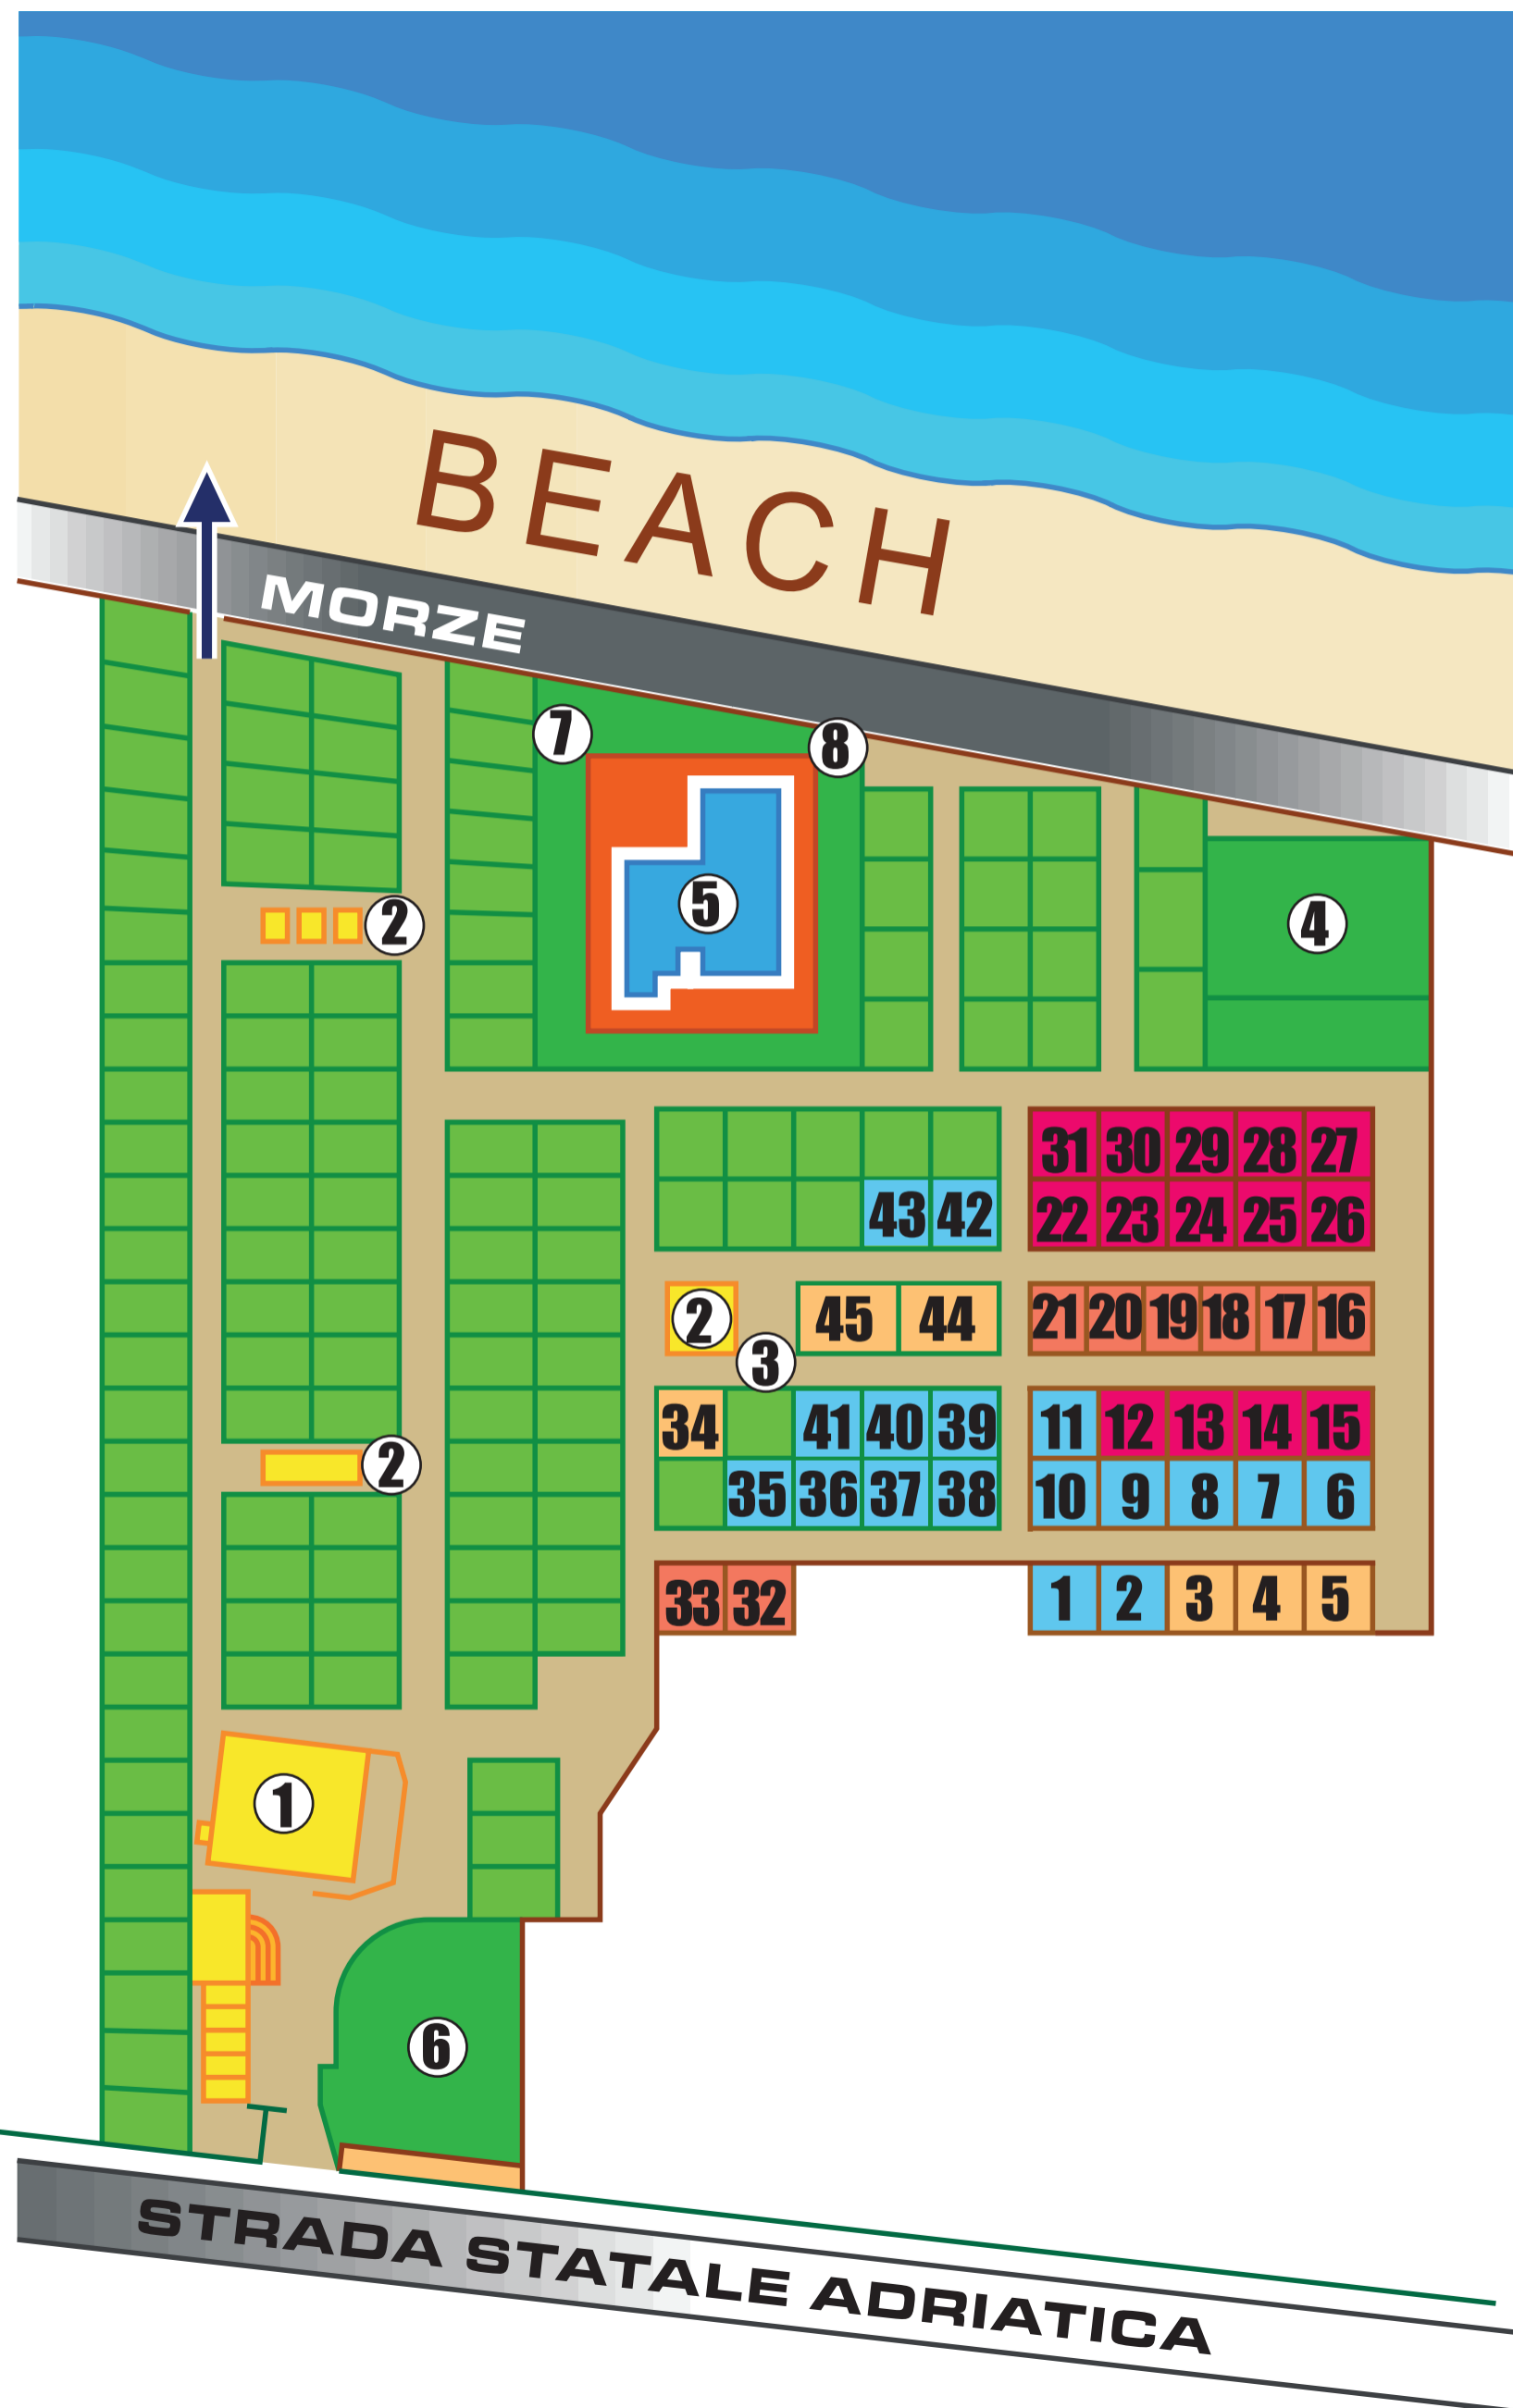 BEACH
MORZE
7
8
5
2
4
31 30 29 28 27
43 42 22 23 24 25 26
2 45 44 21 20 19 18 17 16
3
34 41 40 39 11 12 13 14 15
2
35 36 37 38 10 9 8 7 6
33 32 1 2 3 4 5
1
6
STRADA STATALE ADRIATICA